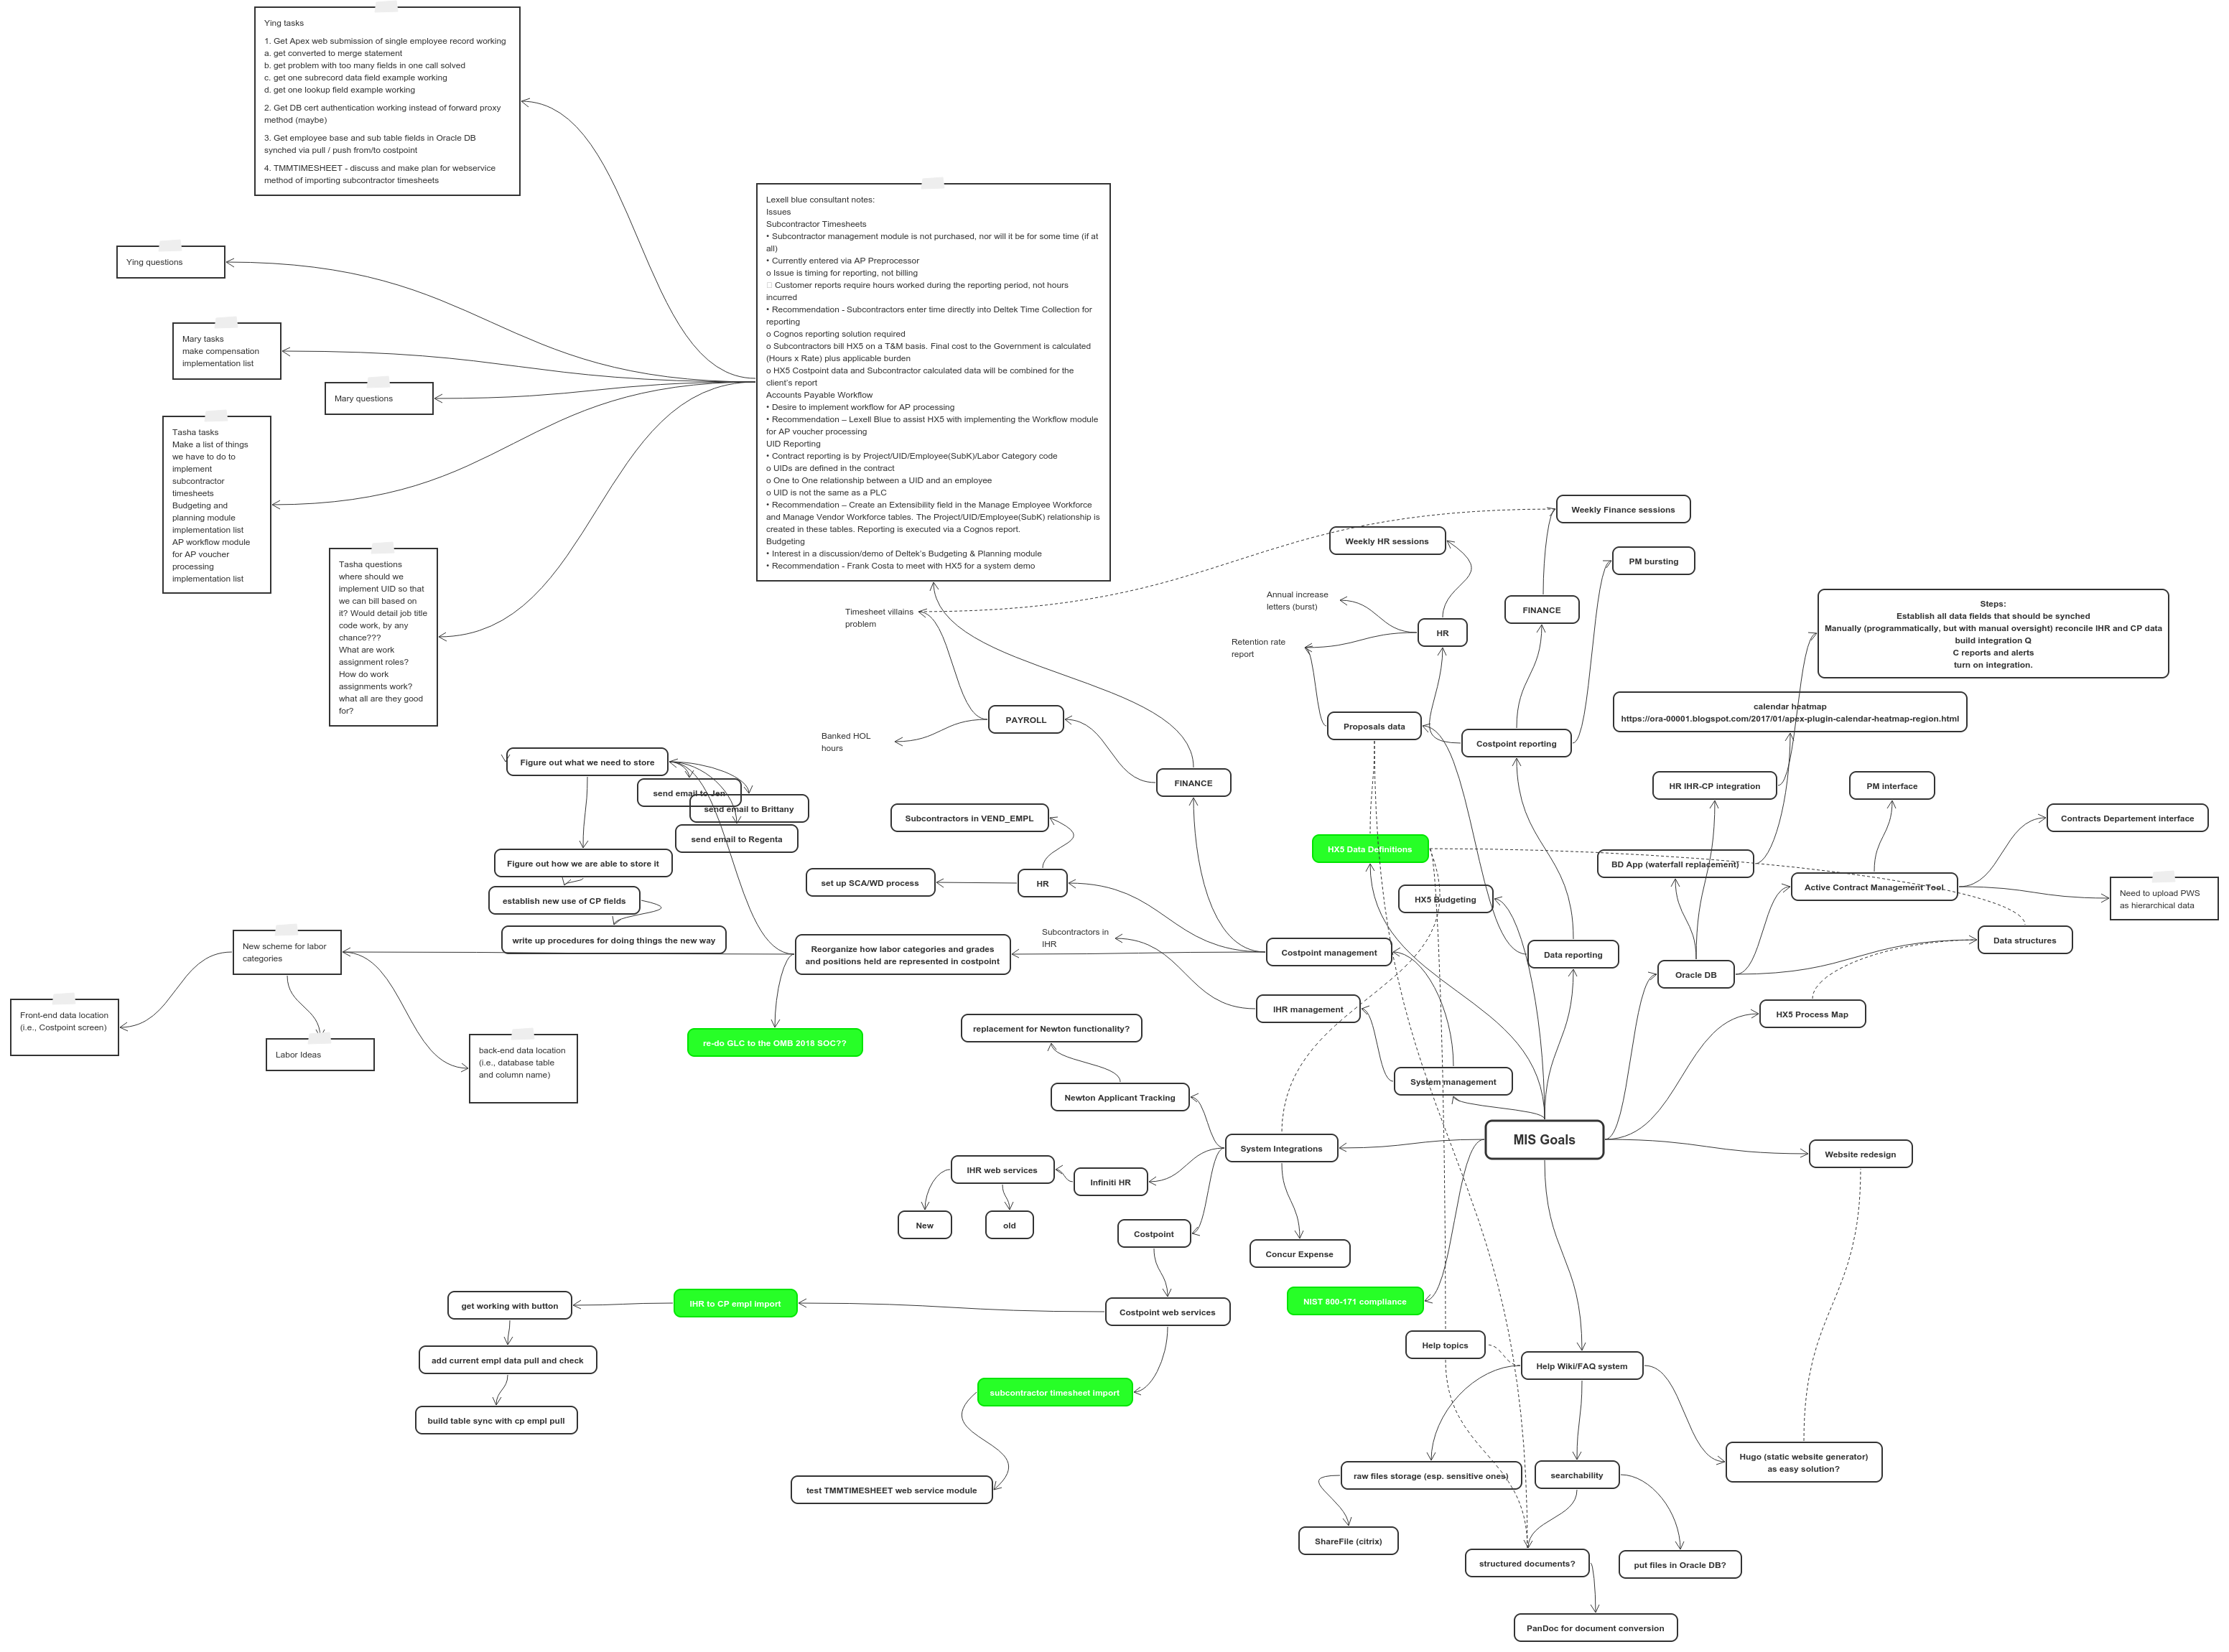 Ying tasks
1. Get Apex web submission of single employee record working
a. get converted to merge statement
b. get problem with too many fields in one call solved
c. get one subrecord data field example working
d. get one lookup field example working
2. Get DB cert authentication working instead of forward proxy
method (maybe)
3. Get employee base and sub table fields in Oracle DB
synched via pull / push from/to costpoint
4. TMMTIMESHEET - discuss and make plan for webservice
method of importing subcontractor timesheets
Ying questions
Mary tasks
make compensation
implementation list
Mary questions
Tasha tasks
Make a list of things
we have to do to
implement
subcontractor
timesheets
Budgeting and
planning module
implementation list
AP workflow module
for AP voucher
processing
implementation list
Tasha questions
where should we
implement UID so that
we can bill based on
it? Would detail job title
code work, by any
chance???
What are work
assignment roles?
How do work
assignments work?
what all are they good
for?
Lexell blue consultant notes:
Issues
Subcontractor Timesheets
• Subcontractor management module is not purchased, nor will it be for some time (if at
all)
• Currently entered via AP Preprocessor
o Issue is timing for reporting, not billing
Customer reports require hours worked during the reporting period, not hours
incurred
• Recommendation - Subcontractors enter time directly into Deltek Time Collection for
reporting
o Cognos reporting solution required
o Subcontractors bill HX5 on a T&M basis. Final cost to the Government is calculated
(Hours x Rate) plus applicable burden
o HX5 Costpoint data and Subcontractor calculated data will be combined for the
client's report
Accounts Payable Workflow
• Desire to implement workflow for AP processing
• Recommendation – Lexell Blue to assist HX5 with implementing the Workflow module
for AP voucher processing
UID Reporting
• Contract reporting is by Project/UID/Employee(SubK)/Labor Category code
o UIDs are defined in the contract
o One to One relationship between a UID and an employee
o UID is not the same as a PLC
• Recommendation – Create an Extensibility field in the Manage Employee Workforce
and Manage Vendor Workforce tables. The Project/UID/Employee(SubK) relationship is
created in these tables. Reporting is executed via a Cognos report.
Budgeting
• Interest in a discussion/demo of Deltek's Budgeting & Planning module
• Recommendation - Frank Costa to meet with HX5 for a system demo
Weekly Finance sessions
Weekly HR sessions
PM bursting
Annual increase
letters (burst)
FINANCE
Timesheet villains
problem
HR
Retention rate
report
Steps:
Establish all data fields that should be synched
Manually (programmatically, but with manual oversight) reconcile IHR and CP data
build integration Q
C reports and alerts
turn on integration.
calendar heatmap
https://ora-00001.blogspot.com/2017/01/apex-plugin-calendar-heatmap-region.html
PAYROLL
Proposals data
Costpoint reporting
Banked HOL
hours
Figure out what we need to store
FINANCE
HR IHR-CP integration
PM interface
send email to Jen
send email to Brittany
send email to Regenta
Subcontractors in VEND_EMPL
Contracts Departement interface
HX5 Data Definitions
Figure out how we are able to store it
BD App (waterfall replacement)
set up SCA/WD process
HR
Active Contract Management Tool
Need to upload PWS
as hierarchical data
establish new use of CP fields
HX5 Budgeting
write up procedures for doing things the new way
Subcontractors in
IHR
New scheme for labor
categories
Reorganize how labor categories and grades
and positions held are represented in costpoint
Costpoint management
Data reporting
Data structures
Oracle DB
Front-end data location
(i.e., Costpoint screen)
IHR management
HX5 Process Map
replacement for Newton functionality?
re-do GLC to the OMB 2018 SOC??
Labor Ideas
back-end data location
(i.e., database table
and column name)
System management
Newton Applicant Tracking
MIS Goals
System Integrations
Website redesign
IHR web services
Infiniti HR
New
old
Costpoint
Concur Expense
IHR to CP empl import
get working with button
Costpoint web services
NIST 800-171 compliance
Help topics
add current empl data pull and check
Help Wiki/FAQ system
subcontractor timesheet import
build table sync with cp empl pull
Hugo (static website generator)
as easy solution?
raw files storage (esp. sensitive ones)
searchability
test TMMTIMESHEET web service module
ShareFile (citrix)
structured documents?
put files in Oracle DB?
PanDoc for document conversion